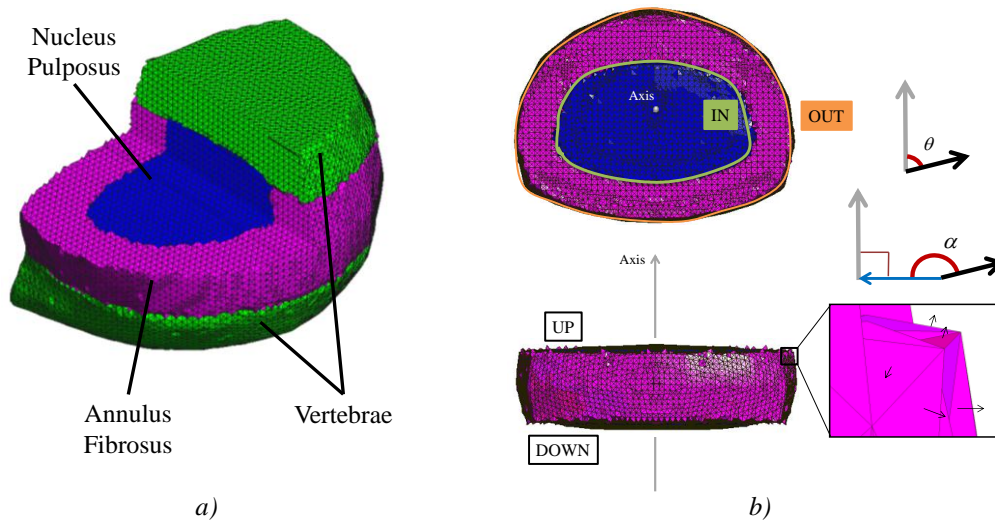 Nucleus
Pulposus
Annulus
Fibrosus
Vertebrae
a)
Axis
IN
OUT
θ
α
Axis
UP
DOWN
b)